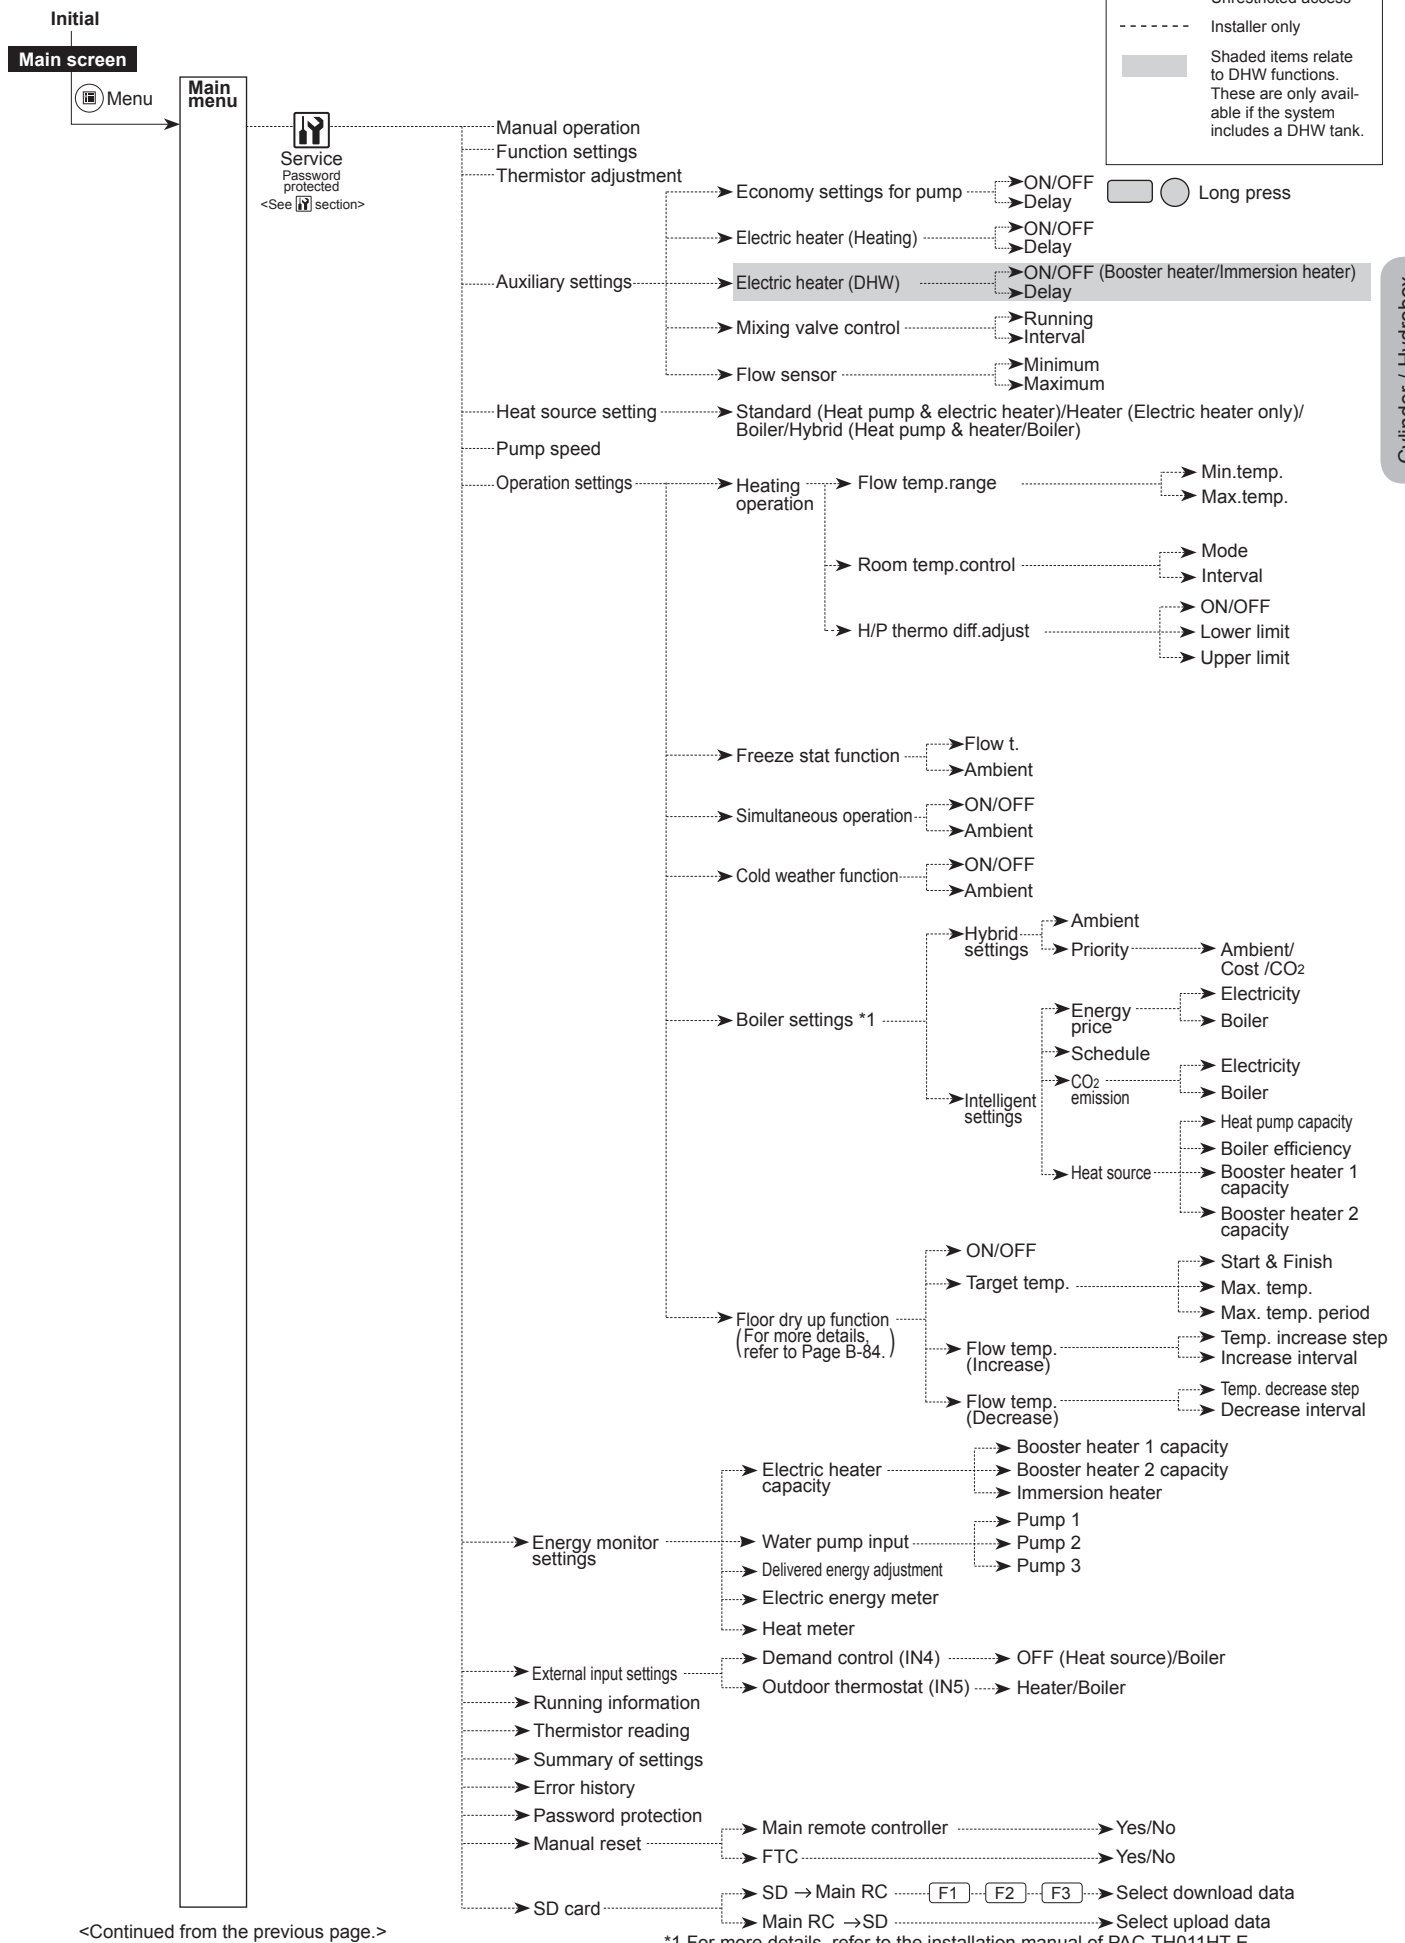 Initial
Main screen
Menu
Main
menu
Service
Password
protected
<See section>
Installer only
Shaded items relate
to DHW functions.
These are only avail-
able if the system
includes a DHW tank.
Long press
Manual operation
Function settings
Thermistor adjustment
Auxiliary settings
Economy settings for pump
ON/OFF
Delay
Electric heater (Heating)
ON/OFF
Delay
Electric heater (DHW)
ON/OFF (Booster heater/Immersion heater)
Delay
Mixing valve control
Running
Interval
Flow sensor
Minimum
Maximum
Heat source setting
Standard (Heat pump & electric heater)/Heater (Electric heater only)/
Boiler/Hybrid (Heat pump & heater/Boiler)
Pump speed
Operation settings
Heating
operation
Flow temp.range
Min.temp.
Max.temp.
Room temp.control
Mode
Interval
H/P thermo diff.adjust
ON/OFF
Lower limit
Upper limit
Freeze stat function
Flow t.
Ambient
Simultaneous operation
ON/OFF
Ambient
Cold weather function
ON/OFF
Ambient
Boiler settings *1
Hybrid
settings
Ambient
Priority
Ambient/
Cost /CO2
Intelligent
settings
Energy
price
Electricity
Boiler
Schedule
CO2
emission
Electricity
Boiler
Heat source
Heat pump capacity
Boiler efficiency
Booster heater 1
capacity
Booster heater 2
capacity
Floor dry up function
(For more details,
refer to Page B-84.)
ON/OFF
Target temp.
Start & Finish
Max. temp.
Max. temp. period
Flow temp.
(Increase)
Temp. increase step
Increase interval
Flow temp.
(Decrease)
Temp. decrease step
Decrease interval
Energy monitor
settings
Electric heater
capacity
Booster heater 1 capacity
Booster heater 2 capacity
Immersion heater
Water pump input
Pump 1
Pump 2
Pump 3
Delivered energy adjustment
Electric energy meter
Heat meter
External input settings
Demand control (IN4)
OFF (Heat source)/Boiler
Outdoor thermostat (IN5)
Heater/Boiler
Running information
Thermistor reading
Summary of settings
Error history
Password protection
Manual reset
Main remote controller
Yes/No
FTC
Yes/No
SD card
SD → Main RC
F1
F2
F3
Select download data
Main RC → SD
Select upload data
<Continued from the previous page.>
*1 For more details, refer to the installation manual of PAC-TH011HT-E